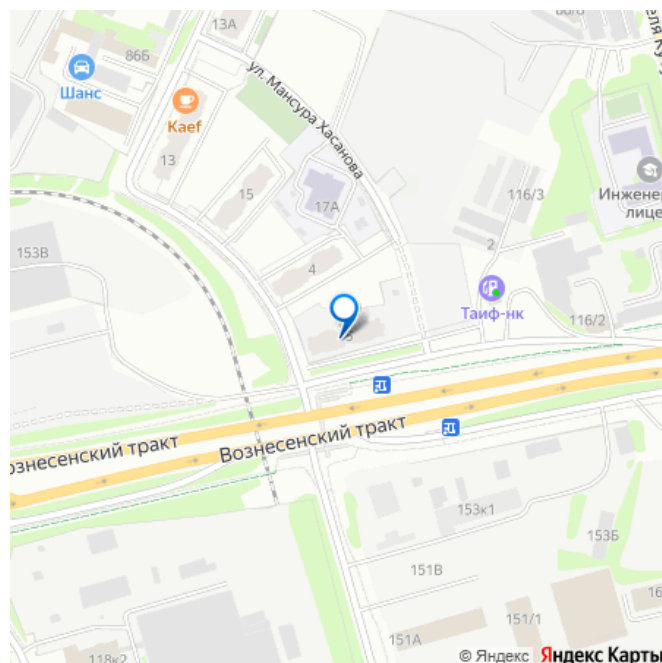 13А
86Б
Шанс
Kaef
ул. Мансура Хасанова
13
15
17А
116/3
Инженер
лице
153В
4
2
Таиф-нк
116/2
Вознесенский тракт
ознесенский тракт
153к1
153Б
151В
151/1
151А
118к2
© Яндекс Яндекс Карты